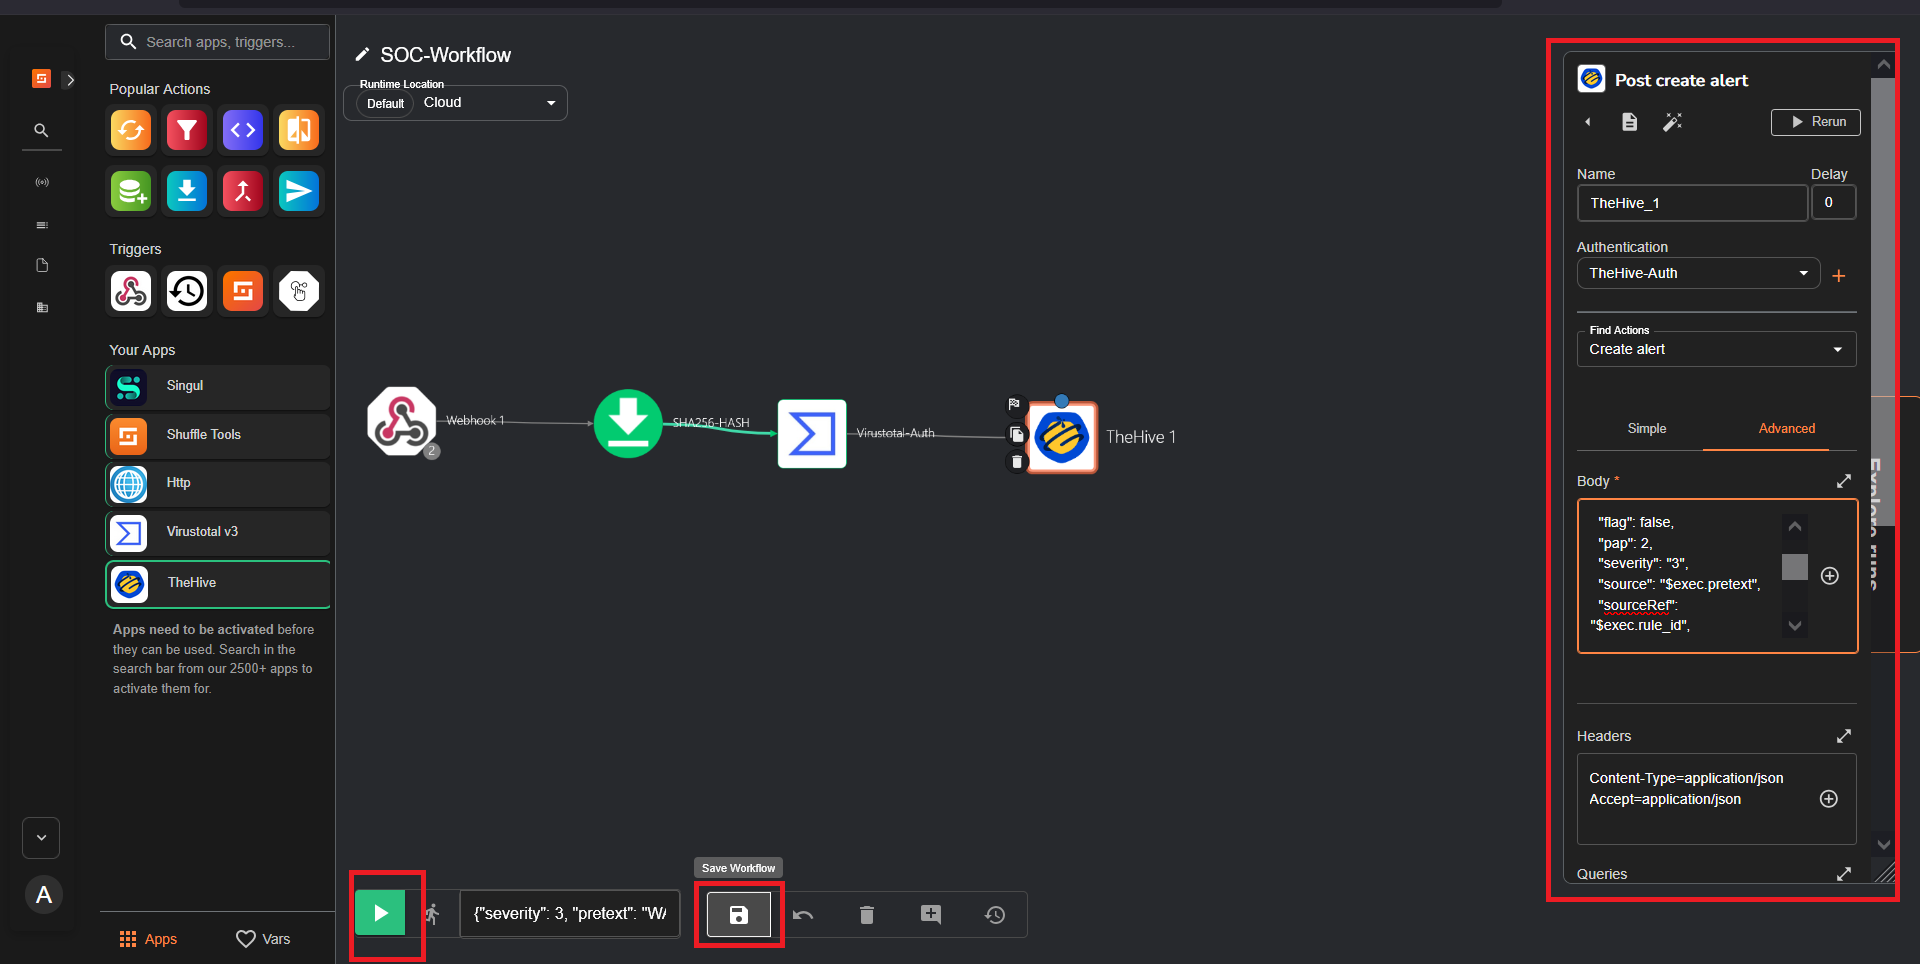 Search apps, triggers...
Popular Actions
Triggers
Your Apps
Singul
Shuffle Tools
Http
Virustotal v3
TheHive
Apps need to be activated before
they can be used. Search in the
search bar from our 2500+ apps to
activate them for.
A
Apps
Vars
SOC-Workflow
Runtime Location
Default
Cloud
Webhook 1
2
SHA256-HASH
Virustotal-Auth
TheHive 1
Save Workflow
{"severity": 3, "pretext": "WA
Post create alert
Rerun
Name
Delay
TheHive_1
0
Authentication
TheHive-Auth
Find Actions
Create alert
Simple
Advanced
Body *
"flag": false,
"pap": 2,
"severity": "3",
"source": "$exec.pretext",
"sourceRef":
"$exec.rule_id",
Headers
Content-Type=application/json
Accept=application/json
Queries